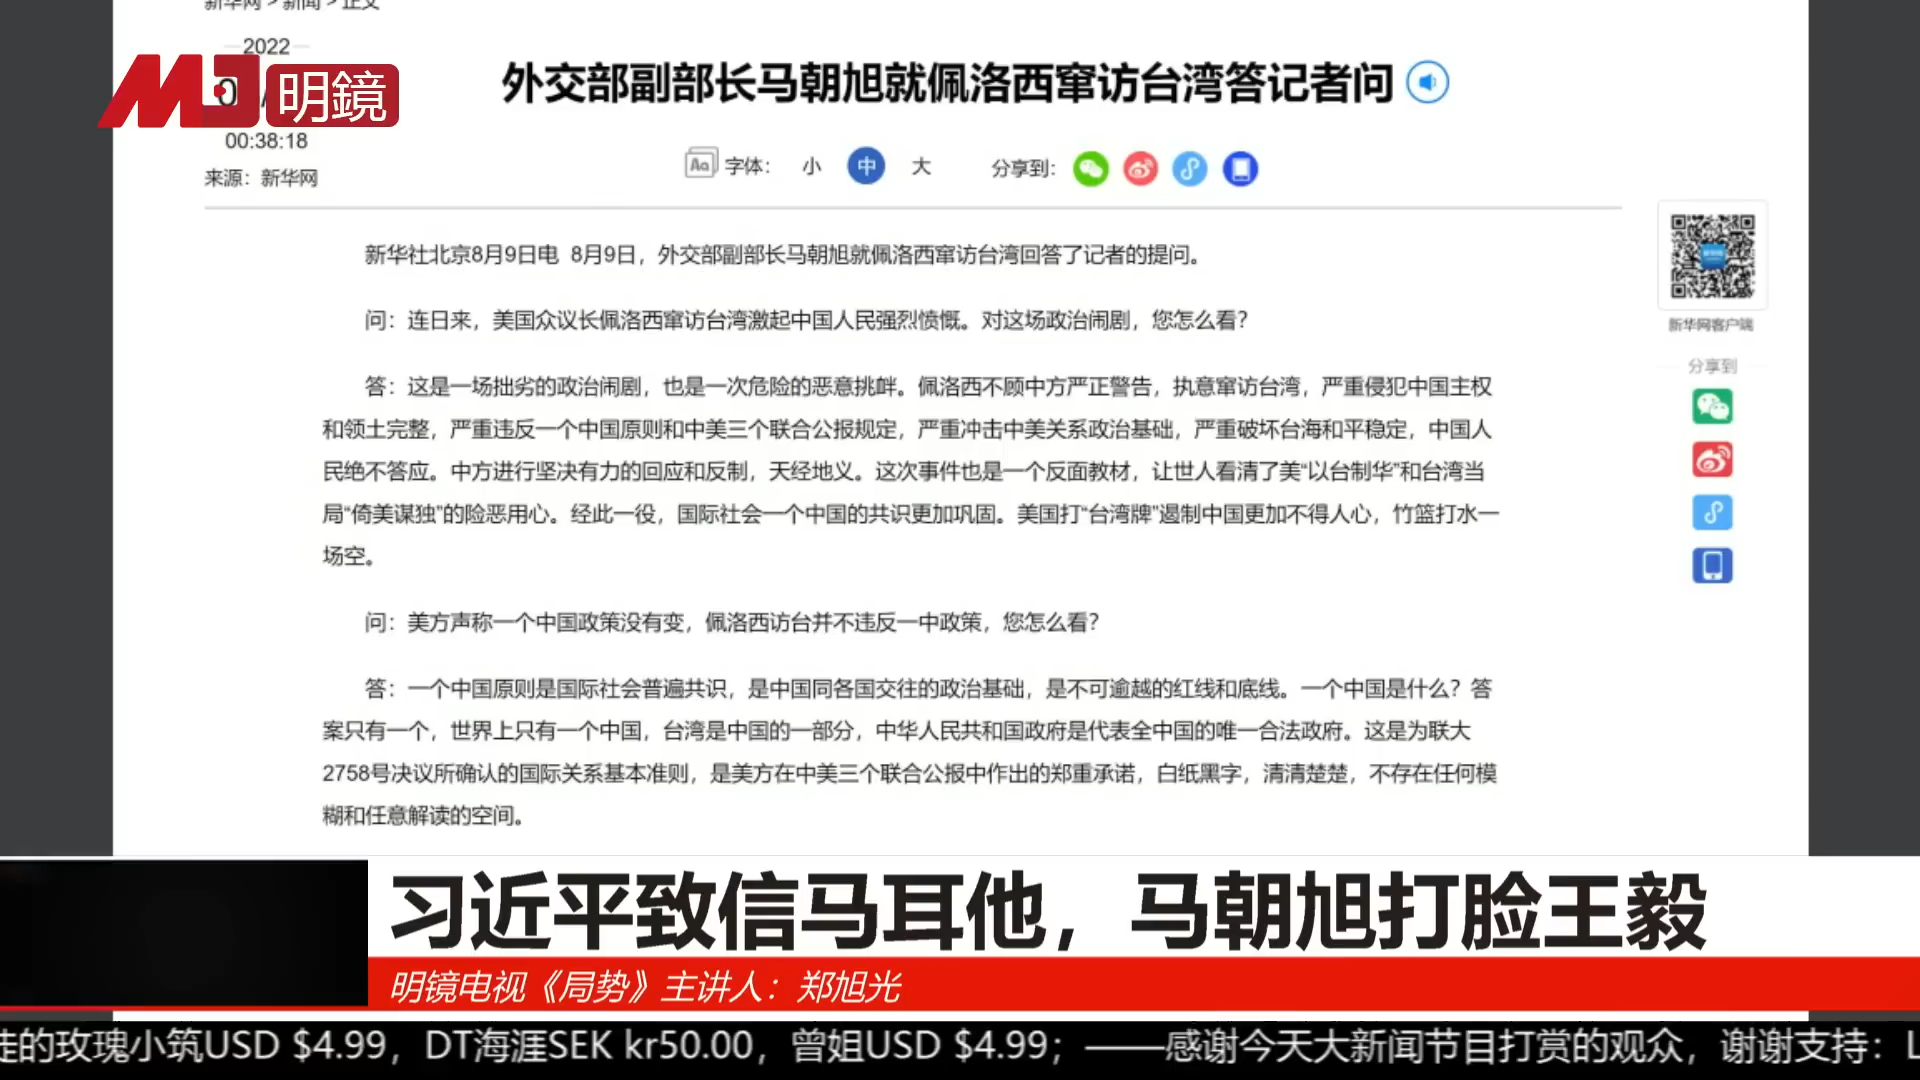 新华网 > 新闻 > 正文
2022
MJ明鏡
00:38:18
来源：新华网
外交部副部长马朝旭就佩洛西窜访台湾答记者问
Aa 字体： 小 中 大 分享到：
新华社北京8月9日电 8月9日，外交部副部长马朝旭就佩洛西窜访台湾回答了记者的提问。
问：连日来，美国众议长佩洛西窜访台湾激起中国人民强烈愤慨。对这场政治闹剧，您怎么看？
答：这是一场拙劣的政治闹剧，也是一次危险的恶意挑衅。佩洛西不顾中方严正警告，执意窜访台湾，严重侵犯中国主权
和领土完整，严重违反一个中国原则和中美三个联合公报规定，严重冲击中美关系政治基础，严重破坏台海和平稳定，中国人
民绝不答应。中方进行坚决有力的回应和反制，天经地义。这次事件也是一个反面教材，让世人看清了美“以台制华”和台湾当
局“倚美谋独”的险恶用心。经此一役，国际社会一个中国的共识更加巩固。美国打“台湾牌”遏制中国更加不得人心，竹篮打水一
场空。
问：美方声称一个中国政策没有变，佩洛西访台并不违反一中政策，您怎么看？
答：一个中国原则是国际社会普遍共识，是中国同各国交往的政治基础，是不可逾越的红线和底线。一个中国是什么？答
案只有一个，世界上只有一个中国，台湾是中国的一部分，中华人民共和国政府是代表全中国的唯一合法政府。这是为联大
2758号决议所确认的国际关系基本准则，是美方在中美三个联合公报中作出的郑重承诺，白纸黑字，清清楚楚，不存在任何模
糊和任意解读的空间。
新华网客户端
分享到
习近平致信马耳他，马朝旭打脸王毅
明镜电视《局势》主讲人：郑旭光
的玫瑰小筑USD $4.99，DT海涯SEK kr50.00，曾姐USD $4.99；——感谢今天大新闻节目打赏的观众，谢谢支持：L